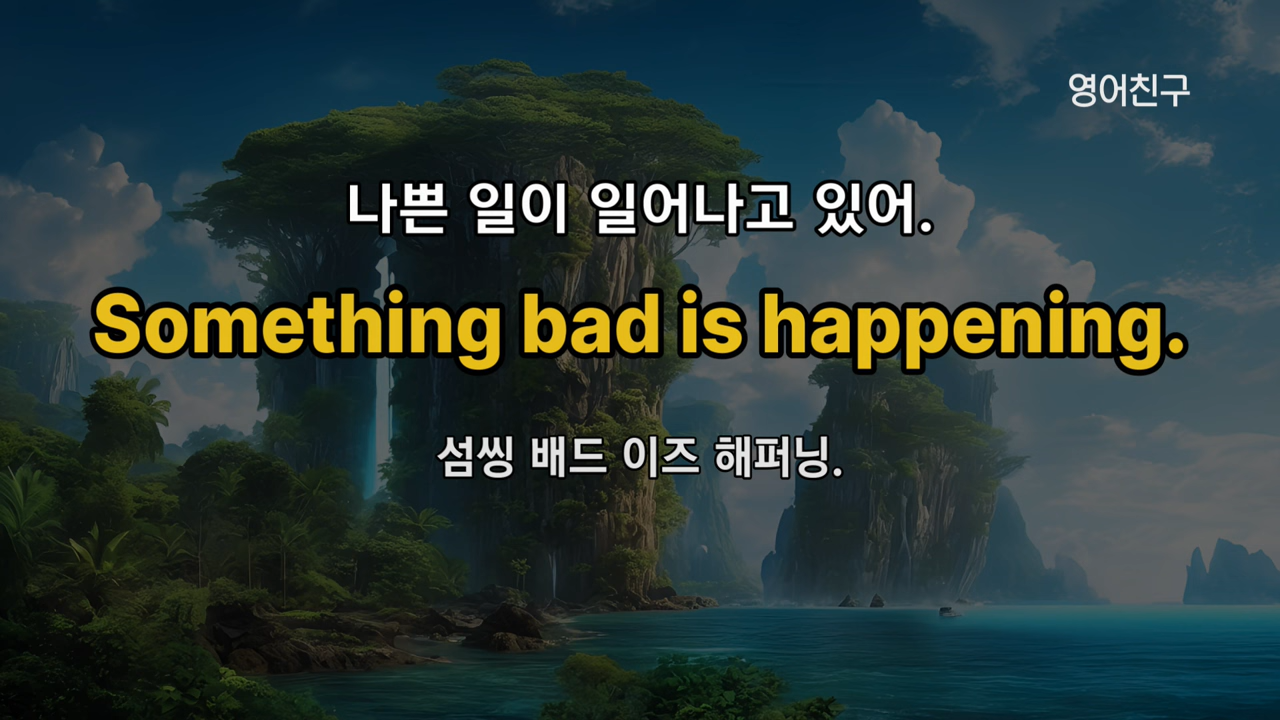 영어친구
나쁜 일이 일어나고 있어.
Something bad is happening.
섬씽 배드 이즈 해퍼닝.